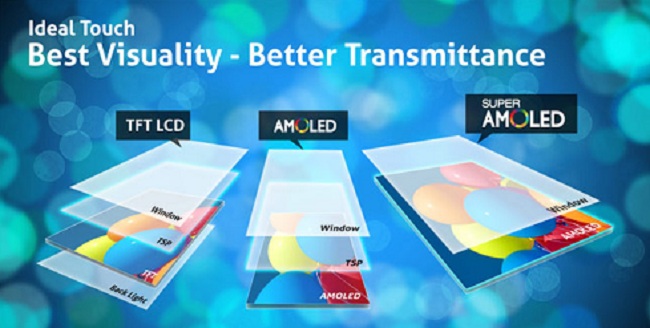 Ideal Touch
Best Visuality - Better Transmittance
TFT LCD
AMOLED
SUPER
AMOLED
Window
TSP
TFT
Back Light
Window
TSP
AMOLED
Window
AMOLED